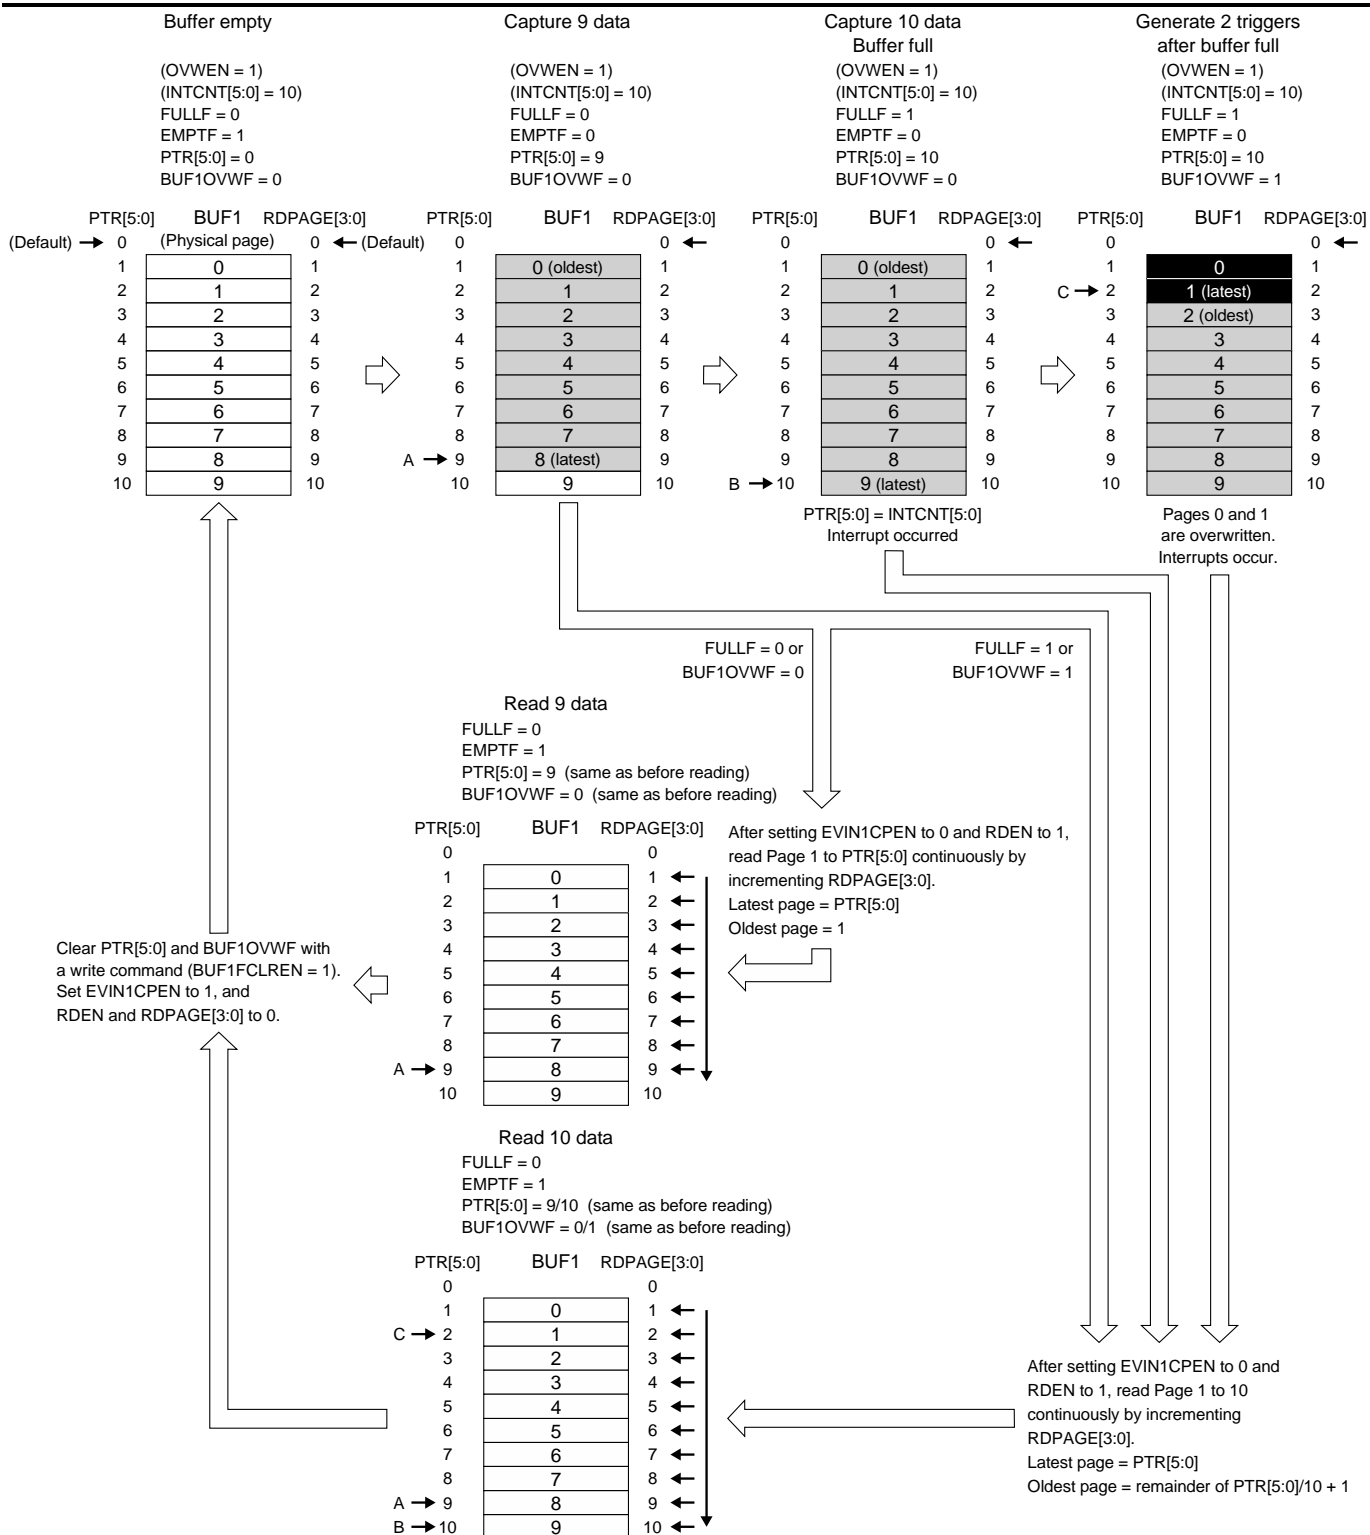 Buffer empty
(OVWEN = 1)
(INTCNT[5:0] = 10)
FULLF = 0
EMPTF = 1
PTR[5:0] = 0
BUF1OVWF = 0
PTR[5:0] BUF1 RDPAGE[3:0]
(Default) 0 (Physical page) 0 (Default)
1 0 1
2 1 2
3 2 3
4 3 4
5 4 5
6 5 6
7 6 7
8 7 8
9 8 9
10 9 10
Capture 9 data
(OVWEN = 1)
(INTCNT[5:0] = 10)
FULLF = 0
EMPTF = 0
PTR[5:0] = 9
BUF1OVWF = 0
PTR[5:0] BUF1 RDPAGE[3:0]
0 0
1 0 (oldest) 1
2 1 2
3 2 3
4 3 4
5 4 5
6 5 6
7 6 7
8 7 8
A 9 8 (latest) 9
10 9 10
Capture 10 data
Buffer full
(OVWEN = 1)
(INTCNT[5:0] = 10)
FULLF = 1
EMPTF = 0
PTR[5:0] = 10
BUF1OVWF = 0
PTR[5:0] BUF1 RDPAGE[3:0]
0 0
1 0 (oldest) 1
2 1 2
3 2 3
4 3 4
5 4 5
6 5 6
7 6 7
8 7 8
9 8 9
B 10 9 (latest) 10
PTR[5:0] = INTCNT[5:0]
Interrupt occurred
Generate 2 triggers
after buffer full
(OVWEN = 1)
(INTCNT[5:0] = 10)
FULLF = 1
EMPTF = 0
PTR[5:0] = 10
BUF1OVWF = 1
PTR[5:0] BUF1 RDPAGE[3:0]
0 0
1 0 1
C 2 1 (latest) 2
3 2 (oldest) 3
4 3 4
5 4 5
6 5 6
7 6 7
8 7 8
9 8 9
10 9 10
Pages 0 and 1
are overwritten.
Interrupts occur.
FULLF = 0 or
BUF1OVWF = 0
FULLF = 1 or
BUF1OVWF = 1
Read 9 data
FULLF = 0
EMPTF = 1
PTR[5:0] = 9 (same as before reading)
BUF1OVWF = 0 (same as before reading)
PTR[5:0] BUF1 RDPAGE[3:0]
0 0
1 0 1
2 1 2
3 2 3
4 3 4
5 4 5
6 5 6
7 6 7
8 7 8
A 9 8 9
10 9 10
After setting EVIN1CPEN to 0 and RDEN to 1,
read Page 1 to PTR[5:0] continuously by
incrementing RDPAGE[3:0].
Latest page = PTR[5:0]
Oldest page = 1
Clear PTR[5:0] and BUF1OVWF with
a write command (BUF1FCLREN = 1).
Set EVIN1CPEN to 1, and
RDEN and RDPAGE[3:0] to 0.
Read 10 data
FULLF = 0
EMPTF = 1
PTR[5:0] = 9/10 (same as before reading)
BUF1OVWF = 0/1 (same as before reading)
PTR[5:0] BUF1 RDPAGE[3:0]
0 0
1 0 1
C 2 1 2
3 2 3
4 3 4
5 4 5
6 5 6
7 6 7
8 7 8
A 9 8 9
B 10 9 10
After setting EVIN1CPEN to 0 and
RDEN to 1, read Page 1 to 10
continuously by incrementing
RDPAGE[3:0].
Latest page = PTR[5:0]
Oldest page = remainder of PTR[5:0]/10 + 1